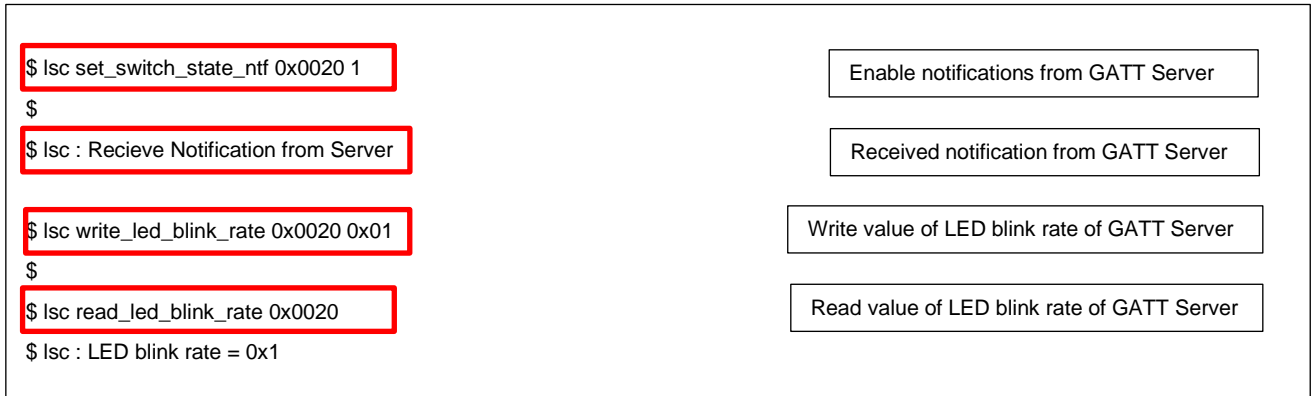 $ lsc set_switch_state_ntf 0x0020 1
Enable notifications from GATT Server
$
$ lsc : Recieve Notification from Server
Received notification from GATT Server
$ lsc write_led_blink_rate 0x0020 0x01
Write value of LED blink rate of GATT Server
$
$ lsc read_led_blink_rate 0x0020
Read value of LED blink rate of GATT Server
$ lsc : LED blink rate = 0x1